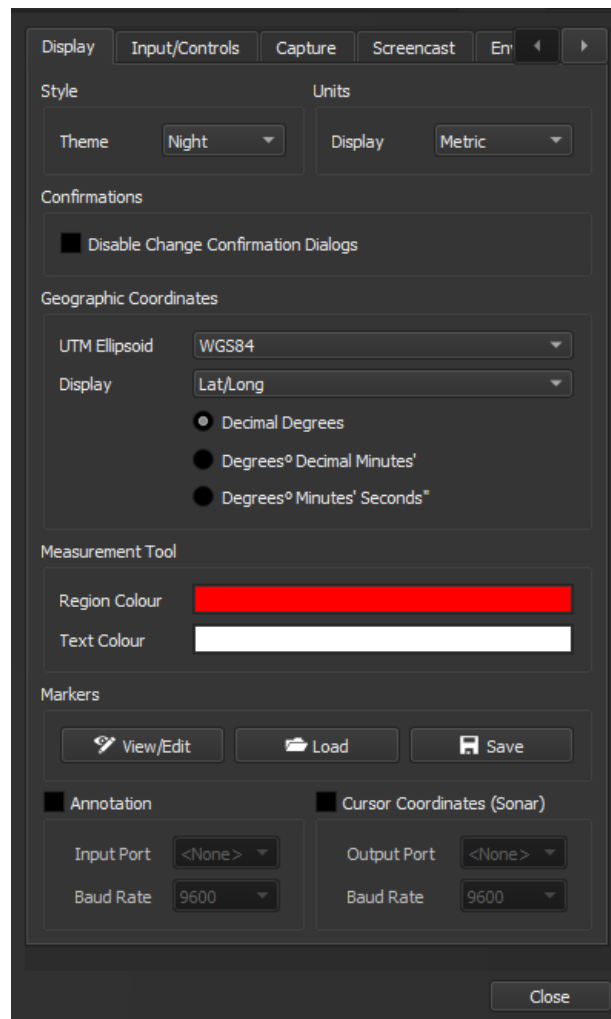 Display Input/Controls Capture Screencast
Style Units
Theme Night Display Metric
Confirmations
Disable Change Confirmation Dialogs
Geographic Coordinates
UTM Ellipsoid WGS84
Display Lat/Long
Decimal Degrees
Degreesº Decimal Minutes'
Degreesº Minutes' Seconds"
Measurement Tool
Region Colour
Text Colour
Markers
View/Edit Load Save
Annotation Cursor Coordinates (Sonar)
Input Port <None> Output Port <None>
Baud Rate 9600 Baud Rate 9600
Close